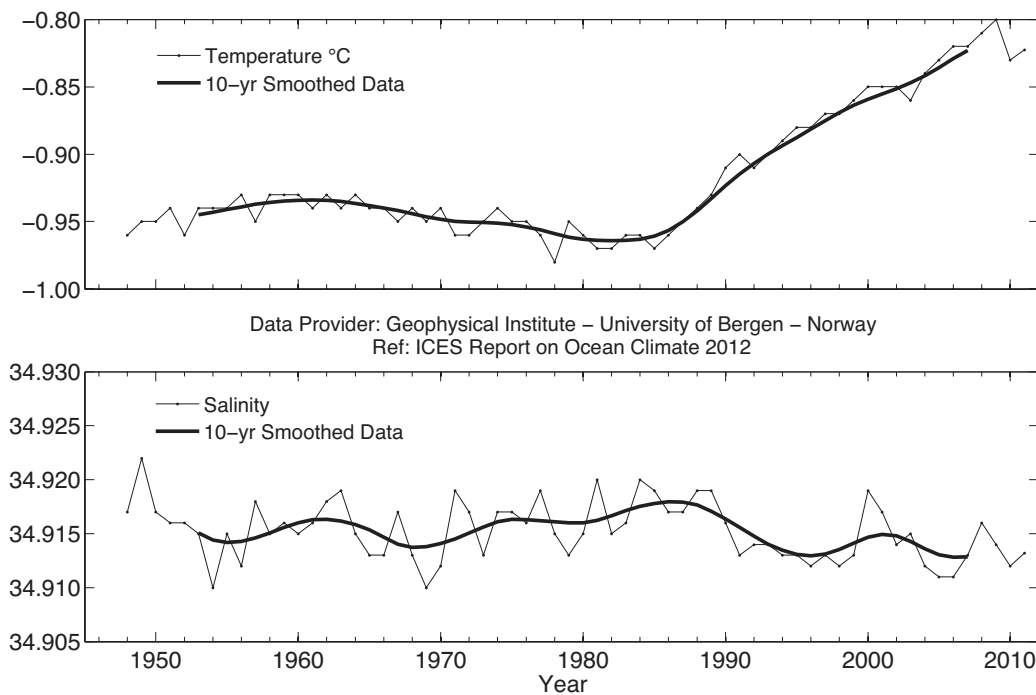 −0.80
−0.85
−0.90
−0.95
−1.00
Temperature °C
10−yr Smoothed Data
Data Provider: Geophysical Institute − University of Bergen − Norway
Ref: ICES Report on Ocean Climate 2012
34.930
34.925
34.920
34.915
34.910
34.905
Salinity
10−yr Smoothed Data
1950 1960 1970 1980 1990 2000 2010
Year